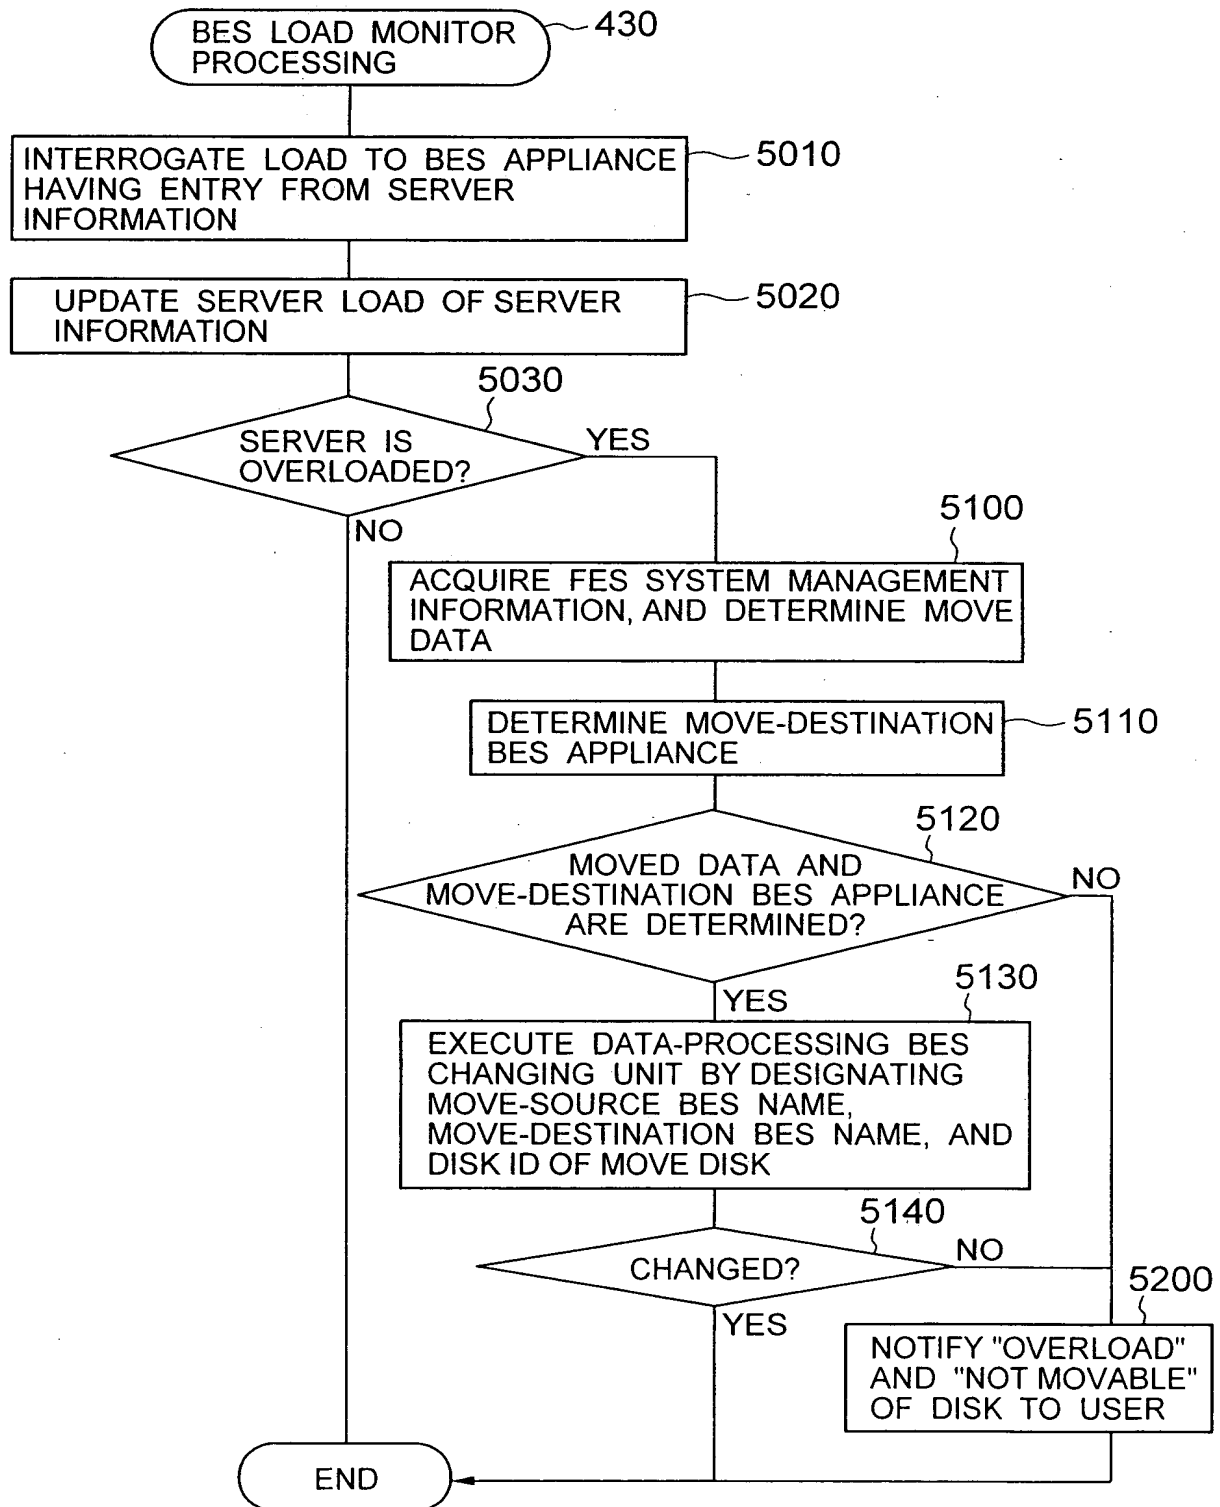 BES LOAD MONITOR
PROCESSING
430
INTERROGATE LOAD TO BES APPLIANCE
HAVING ENTRY FROM SERVER
INFORMATION
5010
UPDATE SERVER LOAD OF SERVER
INFORMATION
5020
5030
SERVER IS
OVERLOADED?
YES
NO
5100
ACQUIRE FES SYSTEM MANAGEMENT
INFORMATION, AND DETERMINE MOVE
DATA
DETERMINE MOVE-DESTINATION
BES APPLIANCE
5110
5120
MOVED DATA AND
MOVE-DESTINATION BES APPLIANCE
ARE DETERMINED?
NO
YES
5130
EXECUTE DATA-PROCESSING BES
CHANGING UNIT BY DESIGNATING
MOVE-SOURCE BES NAME,
MOVE-DESTINATION BES NAME, AND
DISK ID OF MOVE DISK
5140
CHANGED?
NO
YES
5200
NOTIFY "OVERLOAD"
AND "NOT MOVABLE"
OF DISK TO USER
END